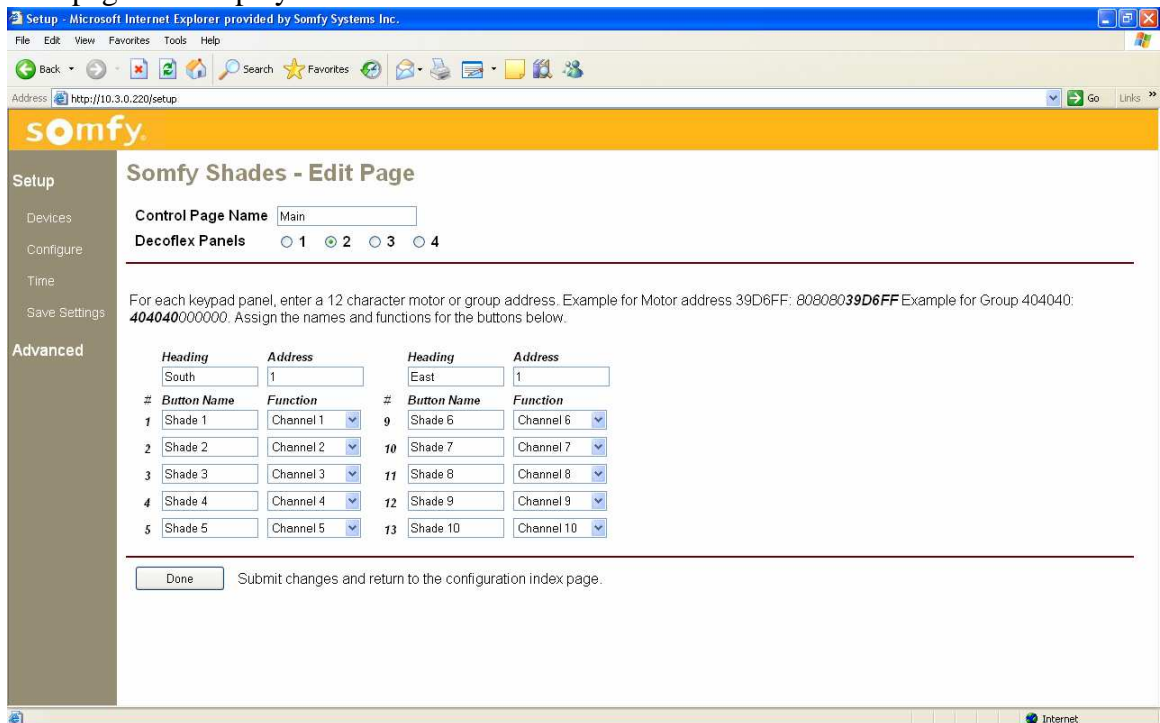 Setup - Microsoft Internet Explorer provided by Somfy Systems Inc.
File Edit View Favorites Tools Help
Back Search Favorites
Address http://10.3.0.220/setup Go Links »
somfy.
Setup
Devices
Configure
Time
Save Settings
Advanced
Somfy Shades - Edit Page
Control Page Name Main
Decoflex Panels 1 2 3 4
For each keypad panel, enter a 12 character motor or group address. Example for Motor address 39D6FF: 80808039D6FF Example for Group 404040:
404040000000. Assign the names and functions for the buttons below.
Heading Address Heading Address
South 1 East 1
# Button Name Function # Button Name Function
1 Shade 1 Channel 1 9 Shade 6 Channel 6
2 Shade 2 Channel 2 10 Shade 7 Channel 7
3 Shade 3 Channel 3 11 Shade 8 Channel 8
4 Shade 4 Channel 4 12 Shade 9 Channel 9
5 Shade 5 Channel 5 13 Shade 10 Channel 10
Done Submit changes and return to the configuration index page.
Internet